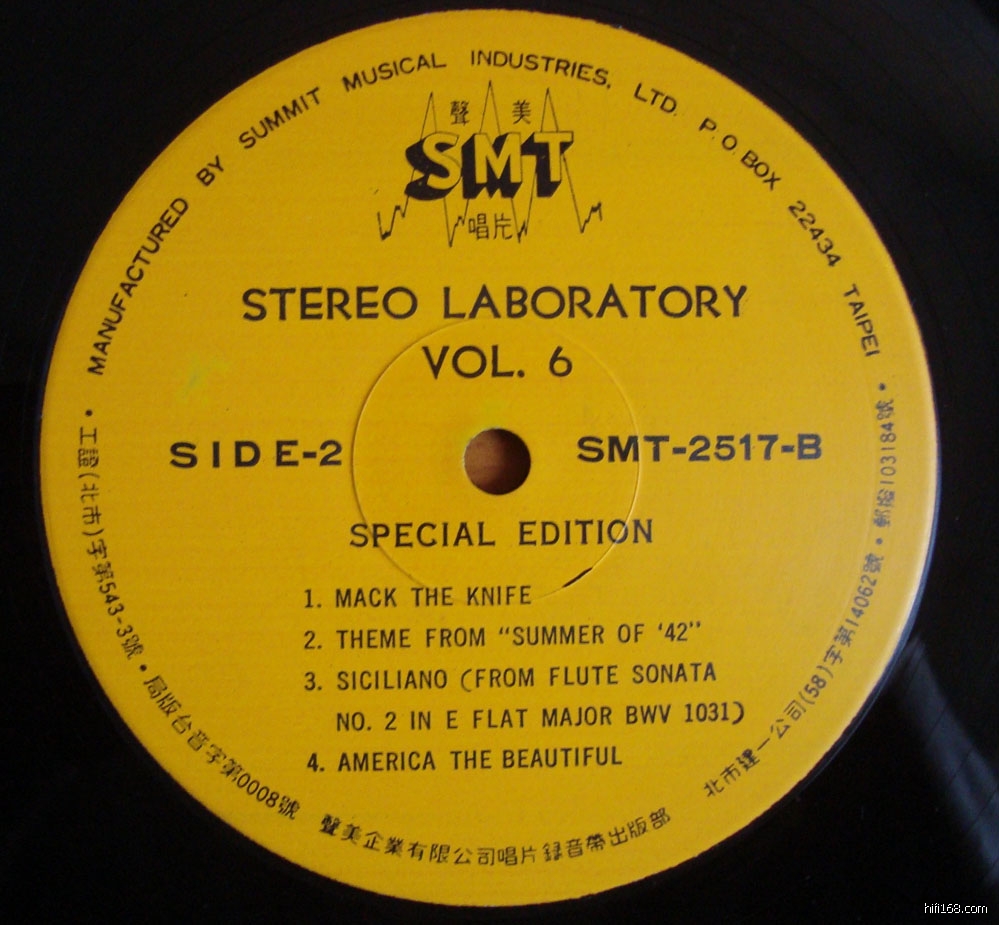 MANUFACTURED BY SUMMIT MUSICAL INDUSTRIES, LTD. P.O.BOX 22434 TAIPEI
聲美
SMT
唱片
STEREO LABORATORY
VOL. 6
SIDE-2
SMT-2517-B
SPECIAL EDITION
1. MACK THE KNIFE
2. THEME FROM "SUMMER OF '42"
3. SICILIANO (FROM FLUTE SONATA
NO. 2 IN E FLAT MAJOR BWV 1031)
4. AMERICA THE BEAUTIFUL
• 工證(北市)字第543-3號 • 局版台音字第0008號 聲美企業有限公司唱片錄音帶出版部 北市建一公司(58)字第14062號 • 郵撥103184號 •
hifi168.com